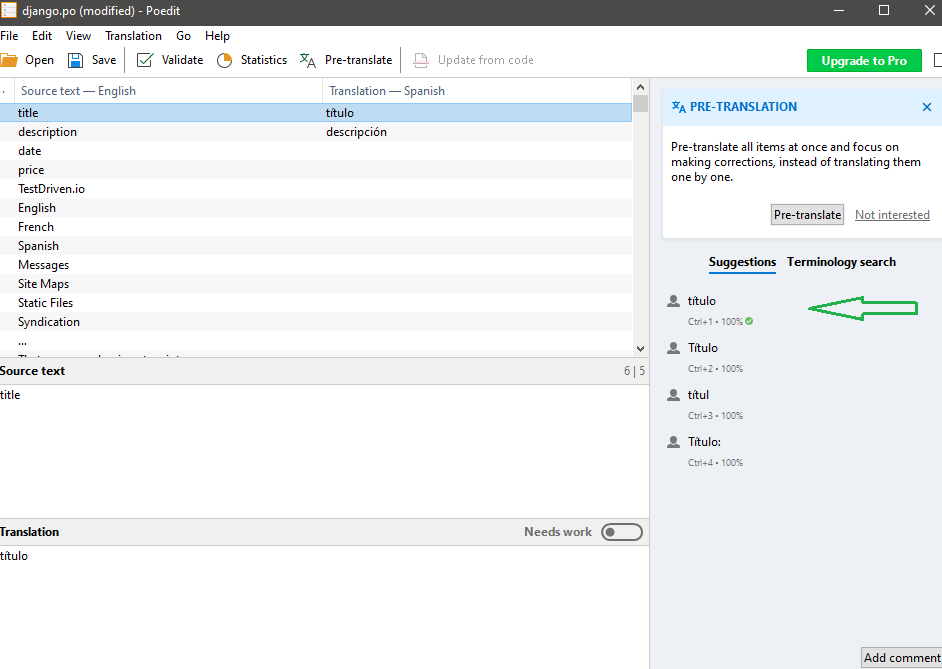 django.po (modified) - Poedit
File Edit View Translation Go Help
Open Save Validate Statistics Pre-translate Update from code Upgrade to Pro
Source text — English Translation — Spanish
title título
description descripción
date
price
TestDriven.io
English
French
Spanish
Messages
Site Maps
Static Files
Syndication
...
Source text 6 | 5
title
Translation Needs work
título
PRE-TRANSLATION
Pre-translate all items at once and focus on
making corrections, instead of translating them
one by one.
Pre-translate Not interested
Suggestions Terminology search
título
Ctrl+1 • 100%
Título
Ctrl+2 • 100%
títul
Ctrl+3 • 100%
Título:
Ctrl+4 • 100%
Add comment